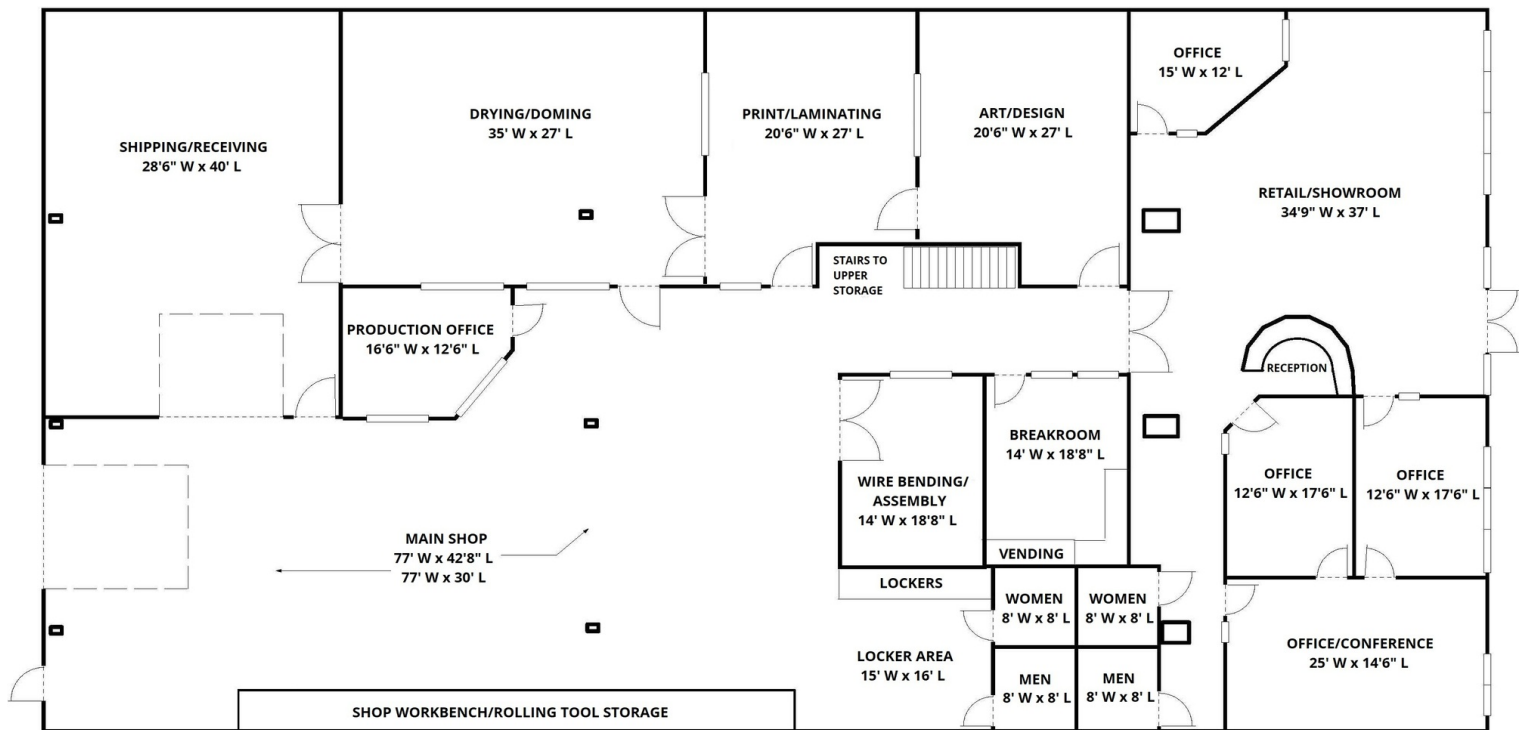 OFFICE
15' W x 12' L
DRYING/DOMING
35' W x 27' L
PRINT/LAMINATING
20'6" W x 27' L
ART/DESIGN
20'6" W x 27' L
SHIPPING/RECEIVING
28'6" W x 40' L
RETAIL/SHOWROOM
34'9" W x 37' L
STAIRS TO
UPPER
STORAGE
PRODUCTION OFFICE
16'6" W x 12'6" L
RECEPTION
BREAKROOM
14' W x 18'8" L
WIRE BENDING/
ASSEMBLY
14' W x 18'8" L
OFFICE
12'6" W x 17'6" L
OFFICE
12'6" W x 17'6" L
MAIN SHOP
77' W x 42'8" L
77' W x 30' L
VENDING
LOCKERS
WOMEN
8' W x 8' L
WOMEN
8' W x 8' L
LOCKER AREA
15' W x 16' L
MEN
8' W x 8' L
MEN
8' W x 8' L
OFFICE/CONFERENCE
25' W x 14'6" L
SHOP WORKBENCH/ROLLING TOOL STORAGE